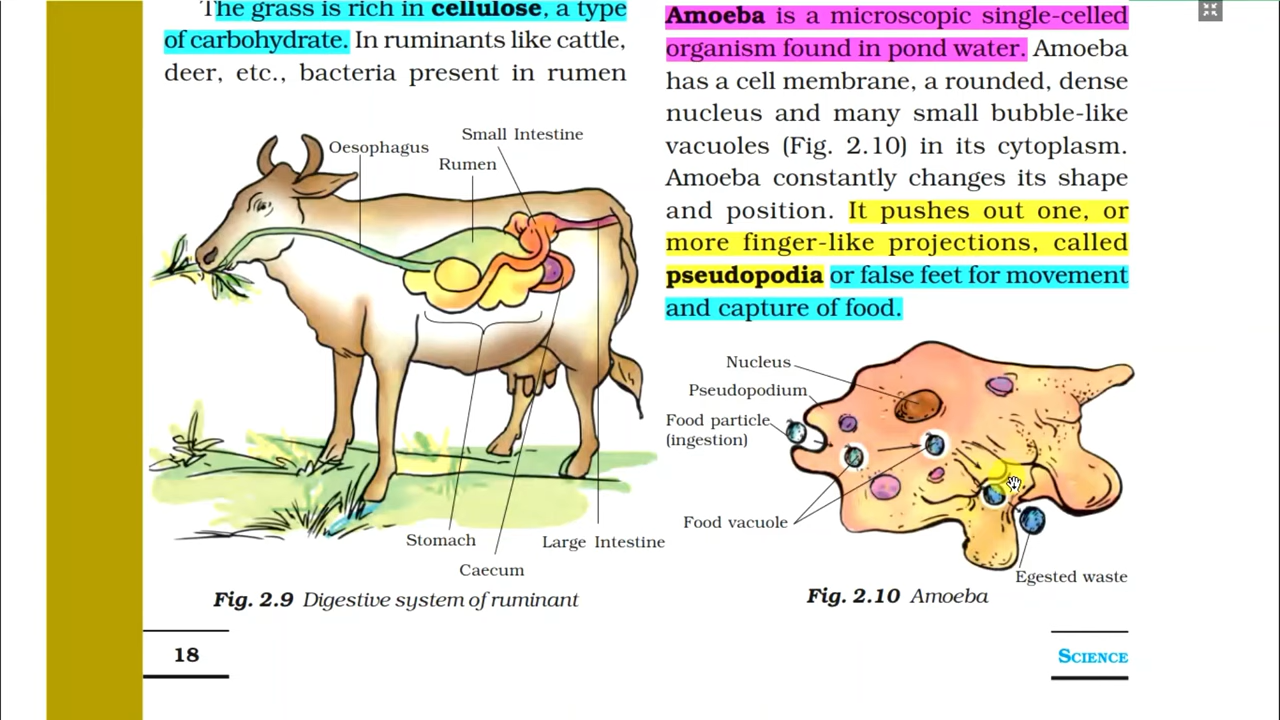 The grass is rich in cellulose, a type
of carbohydrate. In ruminants like cattle,
deer, etc., bacteria present in rumen
Small Intestine
Oesophagus
Rumen
Stomach
Large Intestine
Caecum
Fig. 2.9 Digestive system of ruminant
18
Amoeba is a microscopic single-celled
organism found in pond water. Amoeba
has a cell membrane, a rounded, dense
nucleus and many small bubble-like
vacuoles (Fig. 2.10) in its cytoplasm.
Amoeba constantly changes its shape
and position. It pushes out one, or
more finger-like projections, called
pseudopodia or false feet for movement
and capture of food.
Nucleus
Pseudopodium
Food particle
(ingestion)
Food vacuole
Egested waste
Fig. 2.10 Amoeba
SCIENCE